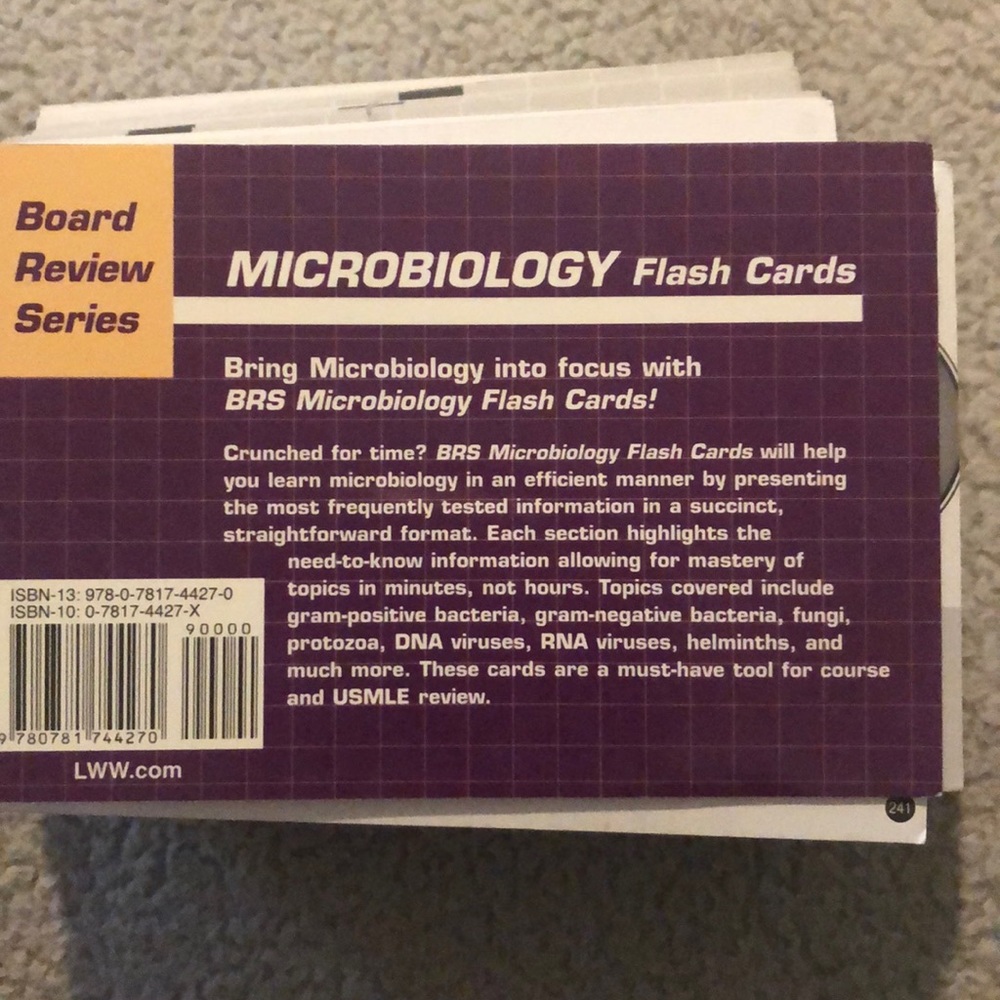 Board
Review
Series
MICROBIOLOGY Flash Cards
Bring Microbiology into focus with
BRS Microbiology Flash Cards!
Crunched for time? BRS Microbiology Flash Cards will help
you learn microbiology in an efficient manner by presenting
the most frequently tested information in a succinct,
straightforward format. Each section highlights the
need-to-know information allowing for mastery of
topics in minutes, not hours. Topics covered include
gram-positive bacteria, gram-negative bacteria, fungi,
protozoa, DNA viruses, RNA viruses, helminths, and
much more. These cards are a must-have tool for course
and USMLE review.
ISBN-13: 978-0-7817-4427-0
ISBN-10: 0-7817-4427-X
90000
9 780781 744270
LWW.com
241